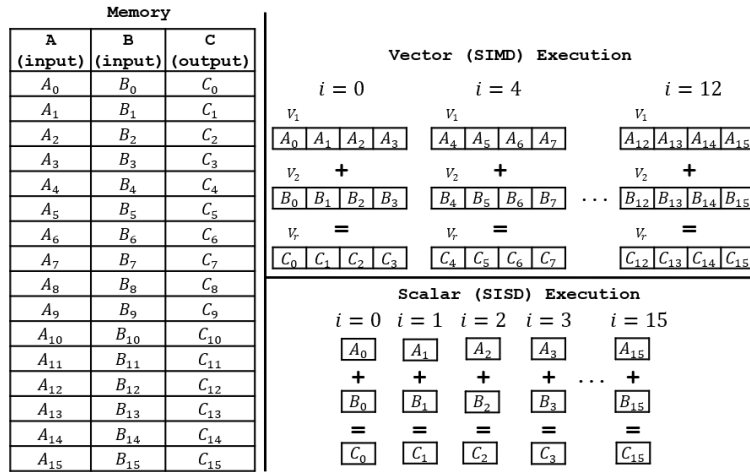 Memory
A B C
(input) (input) (output)
A₀ B₀ C₀
A₁ B₁ C₁
A₂ B₂ C₂
A₃ B₃ C₃
A₄ B₄ C₄
A₅ B₅ C₅
A₆ B₆ C₆
A₇ B₇ C₇
A₈ B₈ C₈
A₉ B₉ C₉
A₁₀ B₁₀ C₁₀
A₁₁ B₁₁ C₁₁
A₁₂ B₁₂ C₁₂
A₁₃ B₁₃ C₁₃
A₁₄ B₁₄ C₁₄
A₁₅ B₁₅ C₁₅
Vector (SIMD) Execution
i = 0 i = 4 i = 12
V₁ V₁ V₁
A₀ A₁ A₂ A₃ A₄ A₅ A₆ A₇ A₁₂ A₁₃ A₁₄ A₁₅
V₂ + V₂ + V₂ +
B₀ B₁ B₂ B₃ B₄ B₅ B₆ B₇ ... B₁₂ B₁₃ B₁₄ B₁₅
Vᵣ = Vᵣ = Vᵣ =
C₀ C₁ C₂ C₃ C₄ C₅ C₆ C₇ C₁₂ C₁₃ C₁₄ C₁₅
Scalar (SISD) Execution
i = 0 i = 1 i = 2 i = 3 i = 15
A₀ A₁ A₂ A₃ A₁₅
+ + + + ... +
B₀ B₁ B₂ B₃ B₁₅
= = = = =
C₀ C₁ C₂ C₃ C₁₅